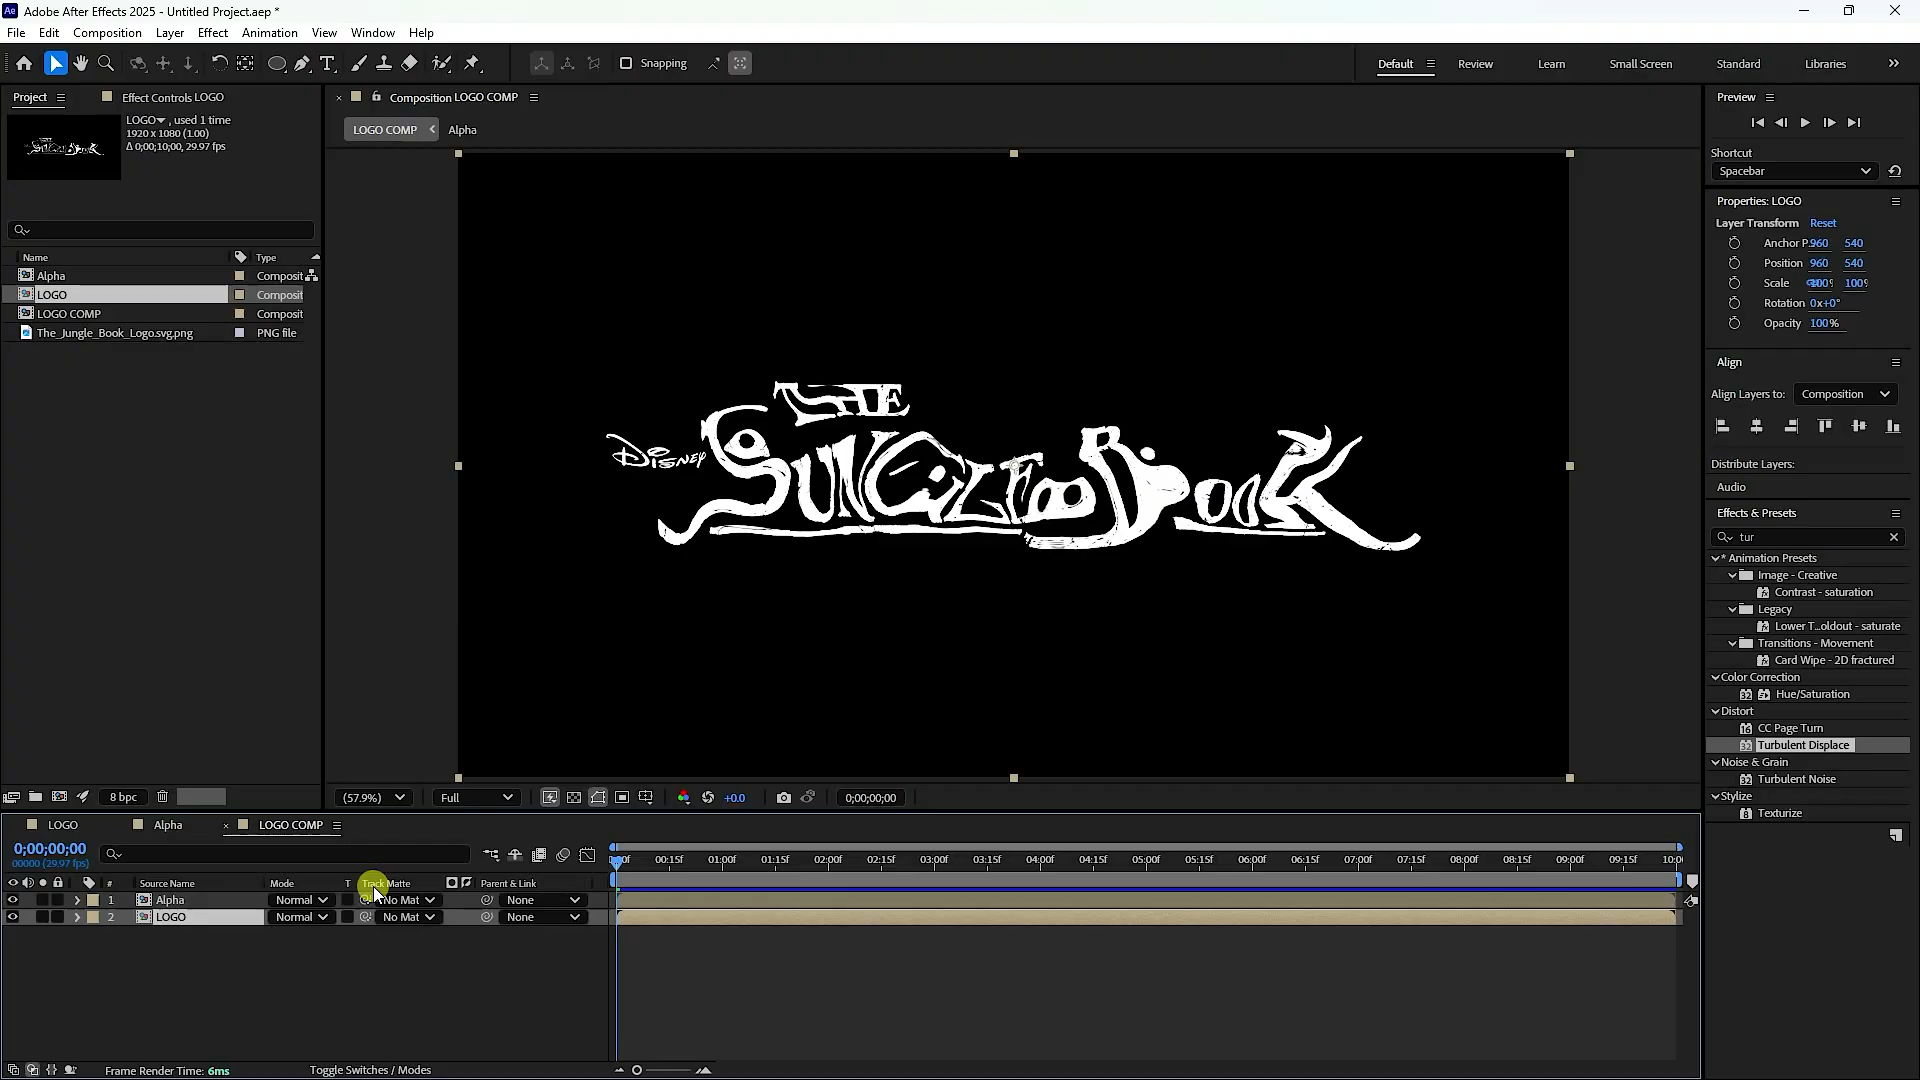 Adobe After Effects 2025 - Untitled Project.aep *
File Edit Composition Layer Effect Animation View Window Help
Snapping
Default Review Learn Small Screen Standard Libraries
Project Effect Controls LOGO
LOGO , used 1 time
1920 x 1080 (1.00)
Δ 0;00;10;00, 29.97 fps
Name Type
Alpha Composit
LOGO Composit
LOGO COMP Composit
The_Jungle_Book_Logo.svg.png PNG file
8 bpc
Composition LOGO COMP
LOGO COMP Alpha
THE
DISNEY JUNGLE BOOK
(57.9%) Full +0.0 0;00;00;00
Preview
Shortcut
Spacebar
Properties: LOGO
Layer Transform Reset
Anchor P. 960 540
Position 960 540
Scale 100% 100%
Rotation 0x+0°
Opacity 100%
Align
Align Layers to: Composition
Distribute Layers:
Audio
Effects & Presets
tur
* Animation Presets
Image - Creative
Contrast - saturation
Legacy
Lower T...oldout - saturate
Transitions - Movement
Card Wipe - 2D fractured
Color Correction
Hue/Saturation
Distort
CC Page Turn
Turbulent Displace
Noise & Grain
Turbulent Noise
Stylize
Texturize
LOGO Alpha LOGO COMP
0;00;00;00
00000 (29.97 fps)
00f 00:15f 01:00f 01:15f 02:00f 02:15f 03:00f 03:15f 04:00f 04:15f 05:00f 05:15f 06:00f 06:15f 07:00f 07:15f 08:00f 08:15f 09:00f 09:15f 10:0
# Source Name Mode T Track Matte Parent & Link
1 Alpha Normal No Mat None
2 LOGO Normal No Mat None
Frame Render Time: 6ms Toggle Switches / Modes